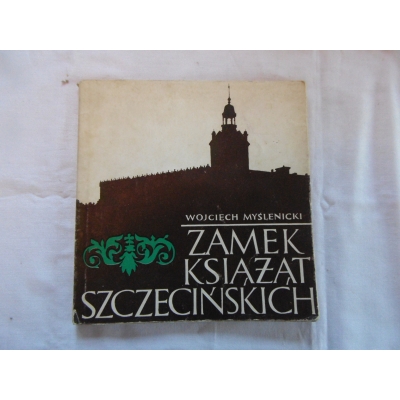 WOJCIECH MYŚLENICKI
ZAMEK
KSIĄŻĄT
SZCZECIŃSKICH